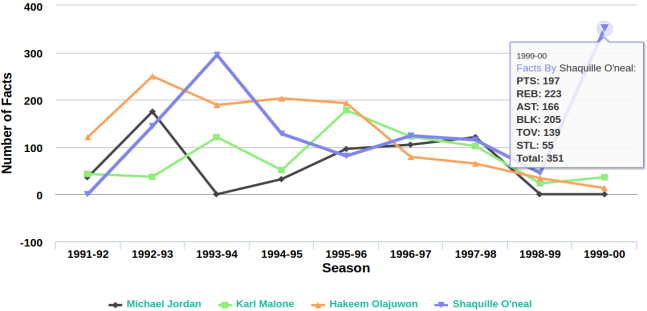 400
300
200
100
0
-100
Number of Facts
1999-00
Facts By Shaquille O'neal:
PTS: 197
REB: 223
AST: 166
BLK: 205
TOV: 139
STL: 55
Total: 351
1991-92 1992-93 1993-94 1994-95 1995-96 1996-97 1997-98 1998-99 1999-00
Season
Michael Jordan Karl Malone Hakeem Olajuwon Shaquille O'neal